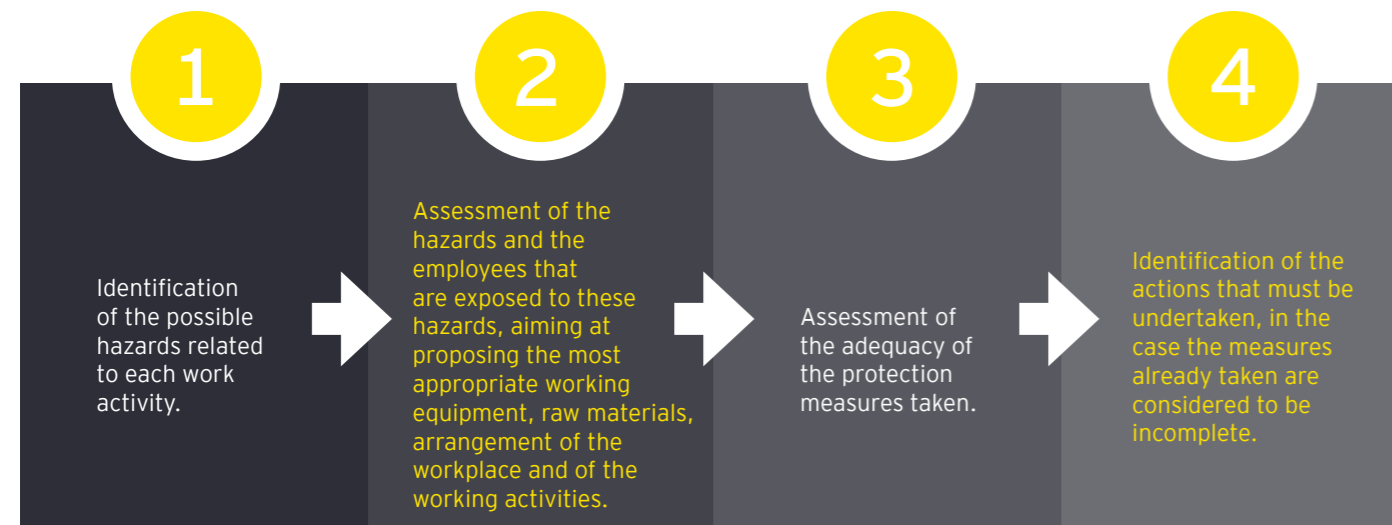 1
Identification
of the possible
hazards related
to each work
activity.
2
Assessment of the
hazards and the
employees that
are exposed to these
hazards, aiming at
proposing the most
appropriate working
equipment, raw materials,
arrangement of the
workplace and of the
working activities.
3
Assessment of
the adequacy of
the protection
measures taken.
4
Identification of the
actions that must be
undertaken, in the
case the measures
already taken are
considered to be
incomplete.